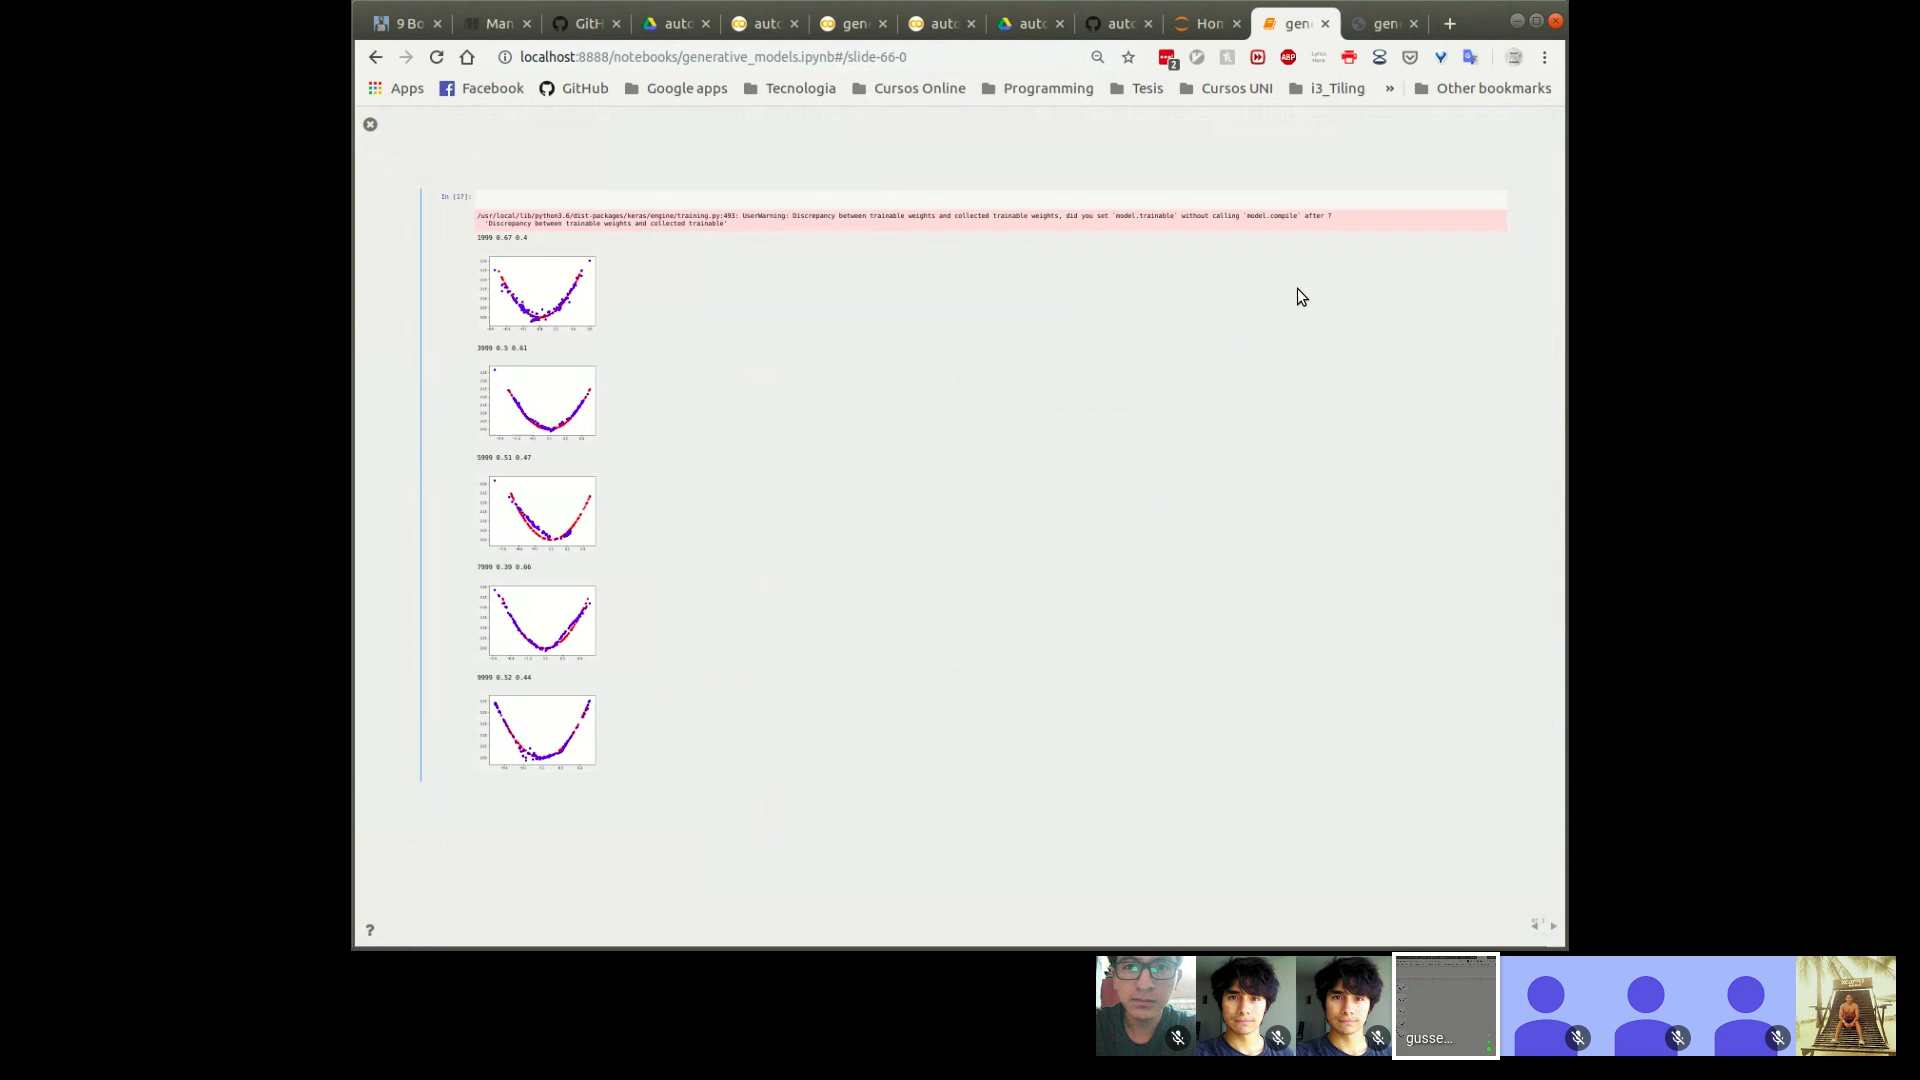 9 Bo
Man
GitH
auto
auto
gen
auto
auto
auto
Hom
gen
gen
localhost:8888/notebooks/generative_models.ipynb#/slide-66-0
2
ABP
Apps
Facebook
GitHub
Google apps
Tecnologia
Cursos Online
Programming
Tesis
Cursos UNI
i3_Tiling
»
Other bookmarks
In [17]:
/usr/local/lib/python3.6/dist-packages/keras/engine/training.py:493: UserWarning: Discrepancy between trainable weights and collected trainable weights, did you set `model.trainable` without calling `model.compile` after ?
'Discrepancy between trainable weights and collected trainable'
1999 0.67 0.4
3999 0.5 0.61
5999 0.51 0.47
7999 0.39 0.66
9999 0.52 0.44
?
gusse...